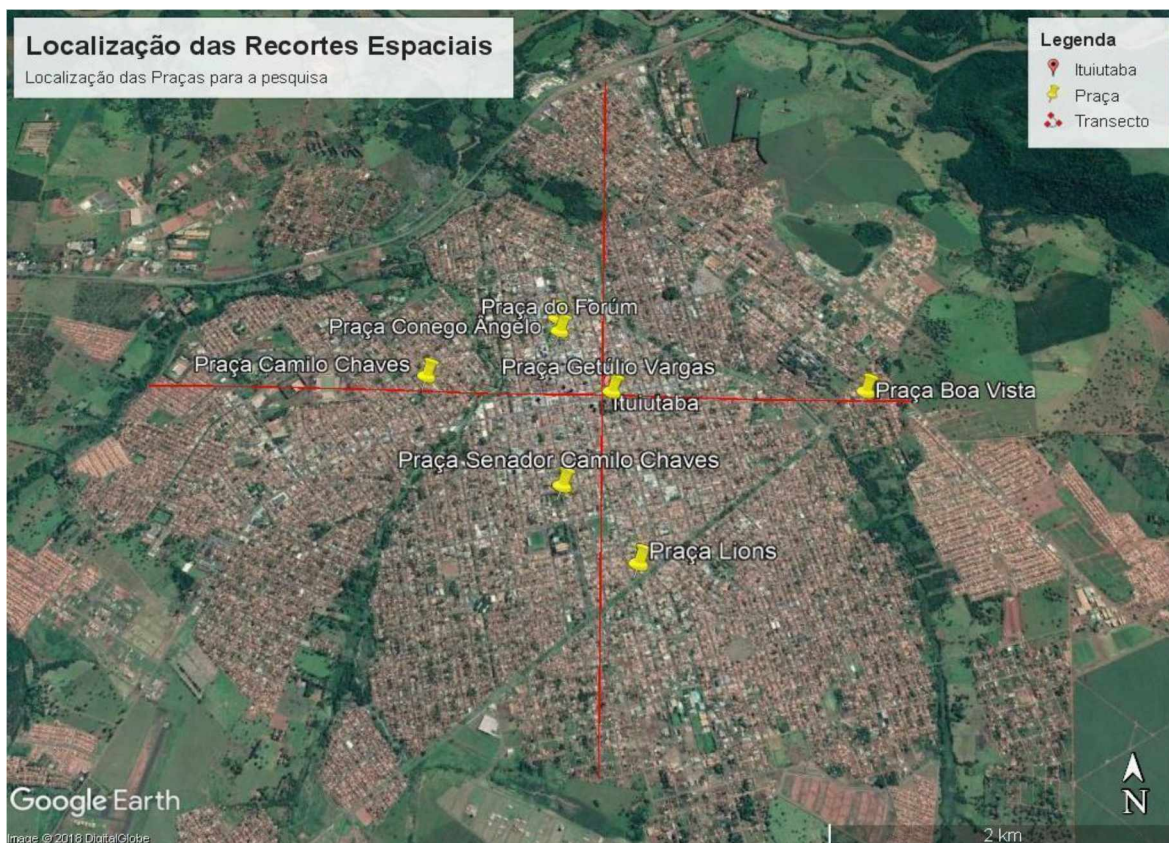 Localização das Recortes Espaciais
Localização das Praças para a pesquisa
Legenda
Ituiutaba
Praça
Transecto
Praça do Forúm
Praça Conego Ângelo
Praça Camilo Chaves
Praça Getúlio Vargas
Praça Boa Vista
Ituiutaba
Praça Senador Camilo Chaves
Praça Lions
Google Earth
N
Image © 2018 DigitalGlobe
2 km